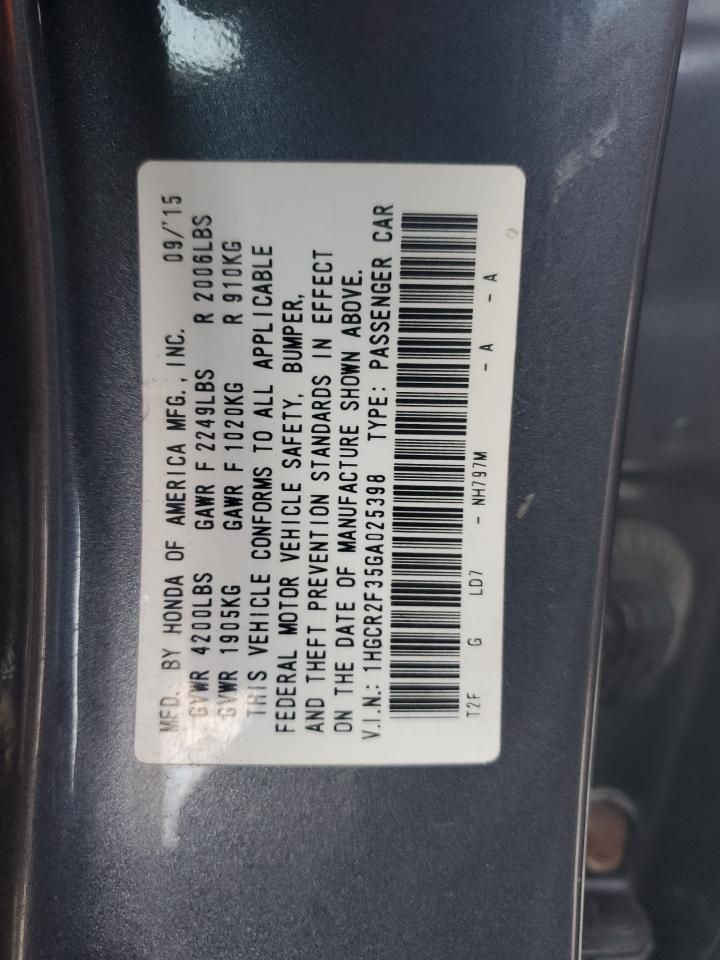 MFD. BY HONDA OF AMERICA MFG., INC. 09/'15
GVWR 4200LBS GAWR F 2249LBS R 2006LBS
GVWR 1905KG GAWR F 1020KG R 910KG
THIS VEHICLE CONFORMS TO ALL APPLICABLE
FEDERAL MOTOR VEHICLE SAFETY, BUMPER,
AND THEFT PREVENTION STANDARDS IN EFFECT
ON THE DATE OF MANUFACTURE SHOWN ABOVE.
V.I.N.: 1HGCR2F35GA025398 TYPE: PASSENGER CAR
T2F G LD7 - NH797M - A - A